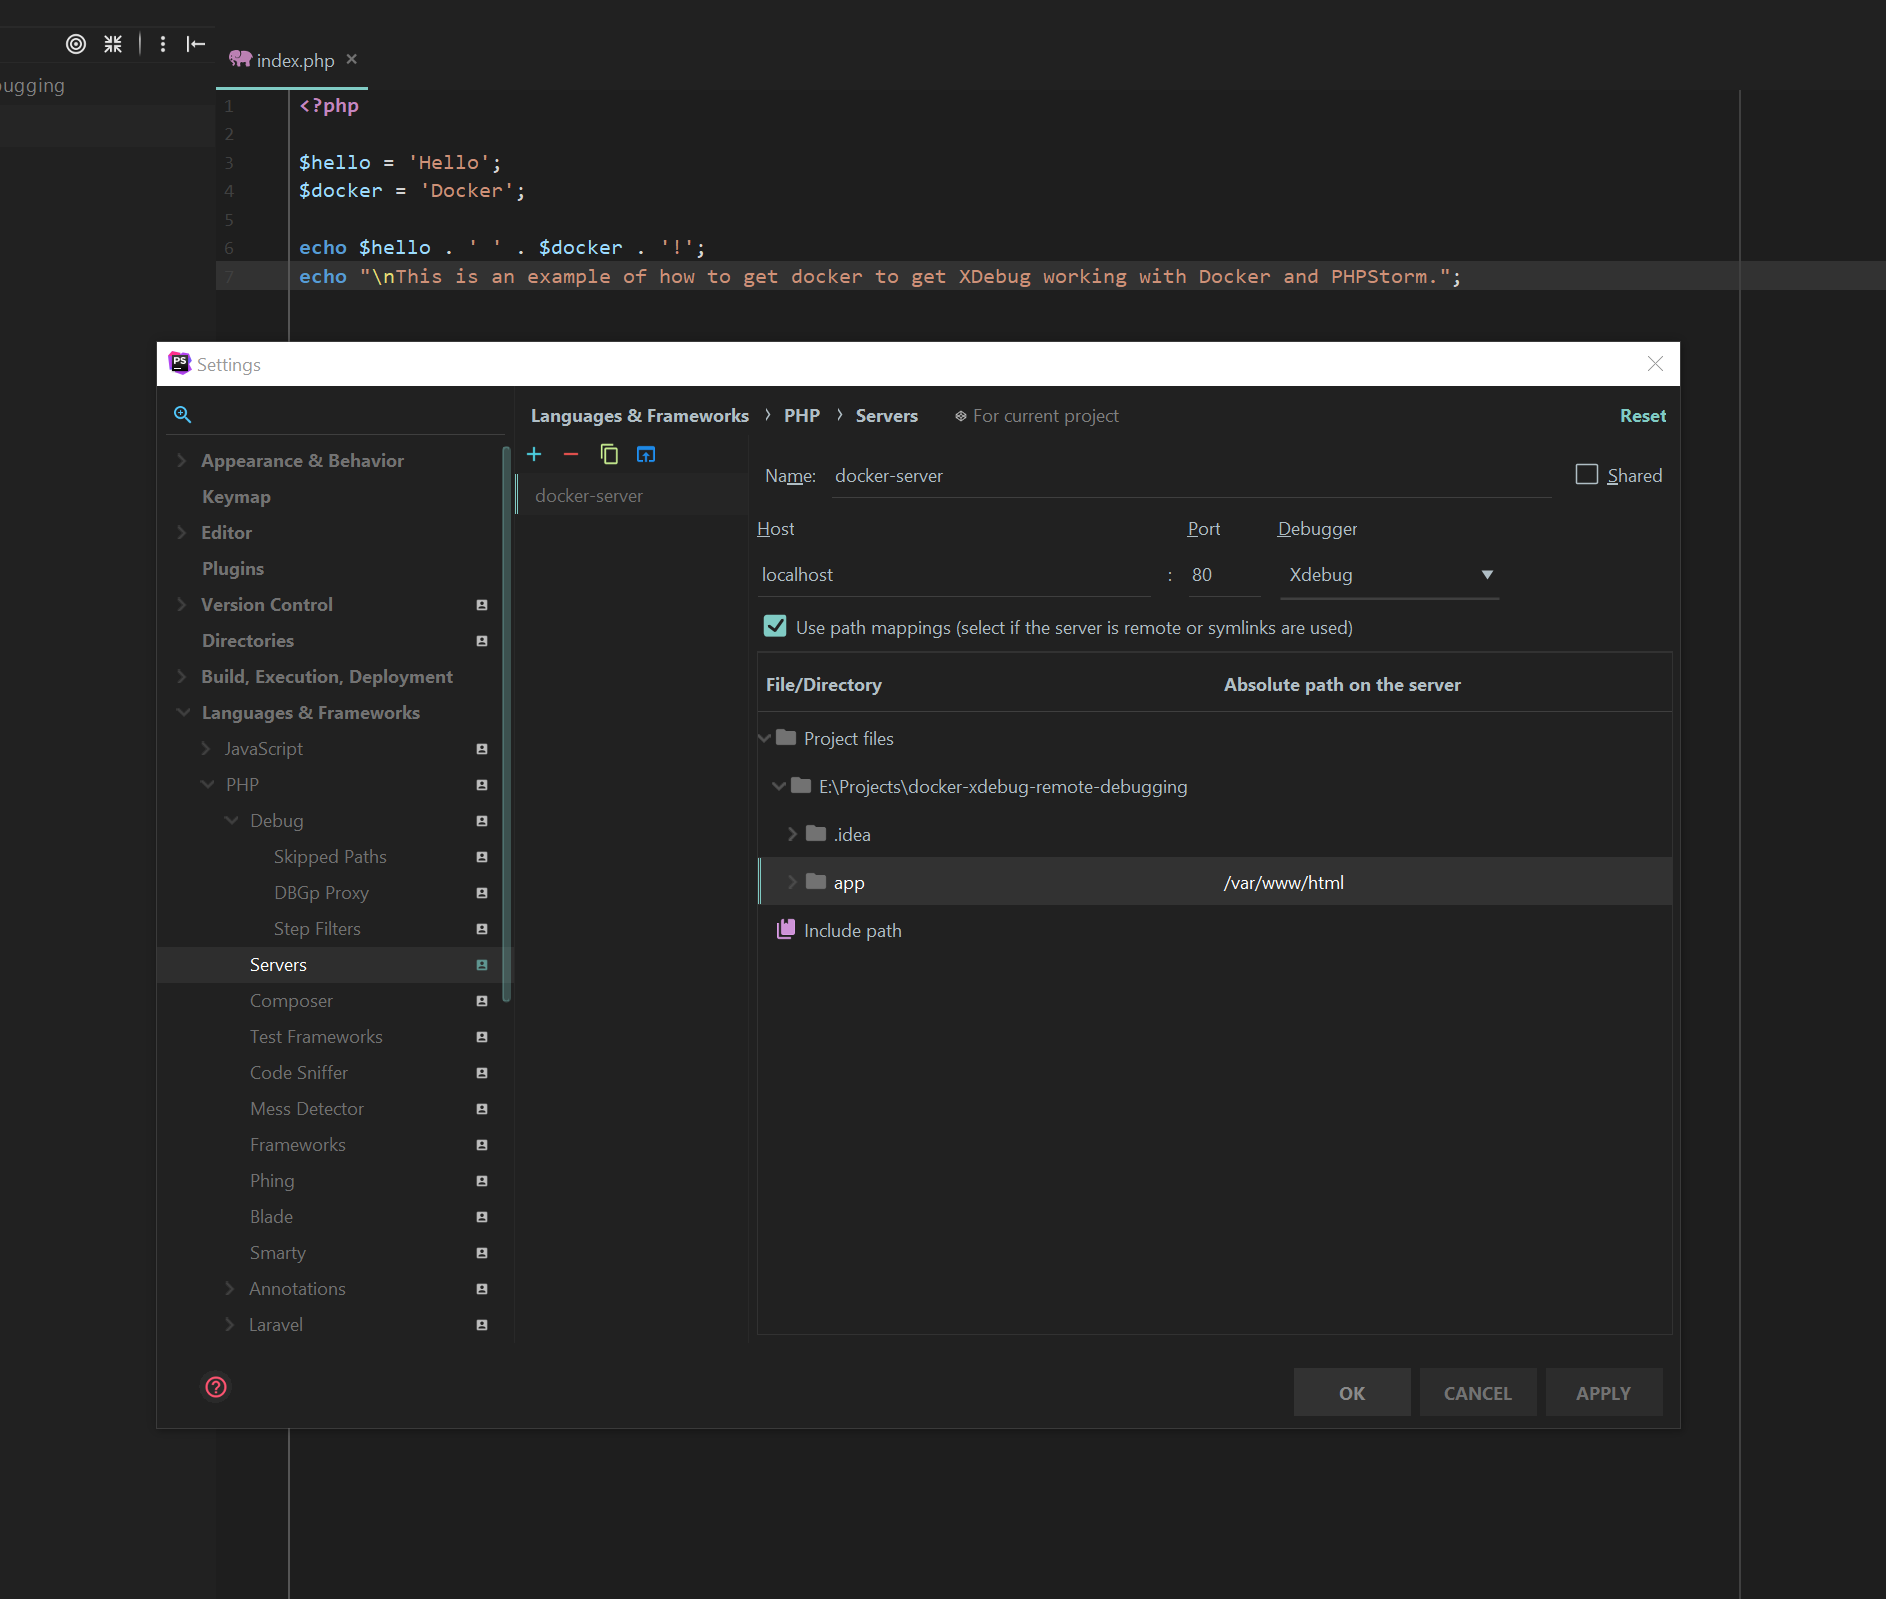 index.php
ugging
1 <?php
2
3 $hello = 'Hello';
4 $docker = 'Docker';
5
6 echo $hello . ' ' . $docker . '!';
7 echo "\nThis is an example of how to get docker to get XDebug working with Docker and PHPStorm.";
PS Settings
Languages & Frameworks › PHP › Servers For current project Reset
Appearance & Behavior
Keymap
Editor
Plugins
Version Control
Directories
Build, Execution, Deployment
Languages & Frameworks
JavaScript
PHP
Debug
Skipped Paths
DBGp Proxy
Step Filters
Servers
Composer
Test Frameworks
Code Sniffer
Mess Detector
Frameworks
Phing
Blade
Smarty
Annotations
Laravel
docker-server
Name: docker-server Shared
Host Port Debugger
localhost : 80 Xdebug
Use path mappings (select if the server is remote or symlinks are used)
File/Directory Absolute path on the server
Project files
E:\Projects\docker-xdebug-remote-debugging
.idea
app /var/www/html
Include path
OK CANCEL APPLY